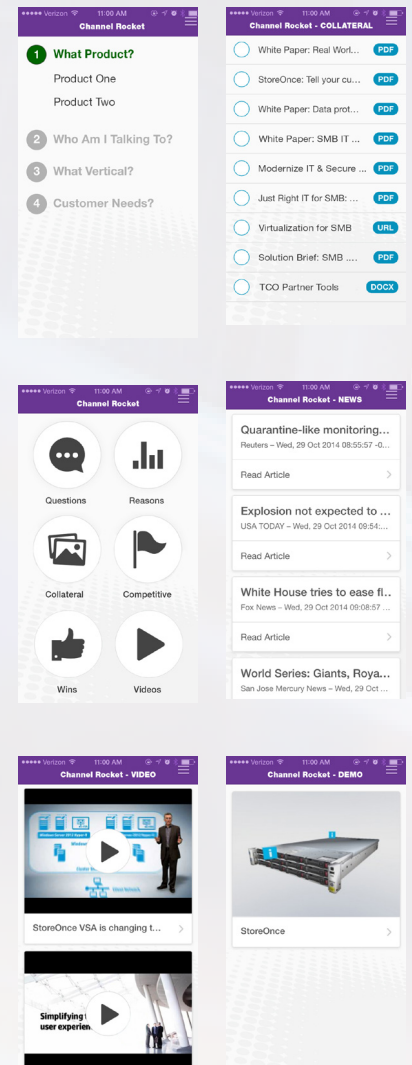 Verizon 11:00 AM
Channel Rocket
1 What Product?
Product One
Product Two
2 Who Am I Talking To?
3 What Vertical?
4 Customer Needs?
Verizon 11:00 AM
Channel Rocket - COLLATERAL
White Paper: Real Worl... PDF
StoreOnce: Tell your cu... PDF
White Paper: Data prot... PDF
White Paper: SMB IT ... PDF
Modernize IT & Secure ... PDF
Just Right IT for SMB: ... PDF
Virtualization for SMB URL
Solution Brief: SMB .... PDF
TCO Partner Tools DOCX
Verizon 11:00 AM
Channel Rocket
Questions Reasons
Collateral Competitive
Wins Videos
Verizon 11:00 AM
Channel Rocket - NEWS
Quarantine-like monitoring...
Reuters – Wed, 29 Oct 2014 08:55:57 -0...
Read Article
Explosion not expected to ...
USA TODAY – Wed, 29 Oct 2014 09:54:...
Read Article
White House tries to ease fl..
Fox News – Wed, 29 Oct 2014 09:08:57 ...
Read Article
World Series: Giants, Roya...
San Jose Mercury News – Wed, 29 Oct ...
Verizon 11:00 AM
Channel Rocket - VIDEO
StoreOnce VSA is changing t...
Simplifying
user experien
Verizon 11:00 AM
Channel Rocket - DEMO
StoreOnce